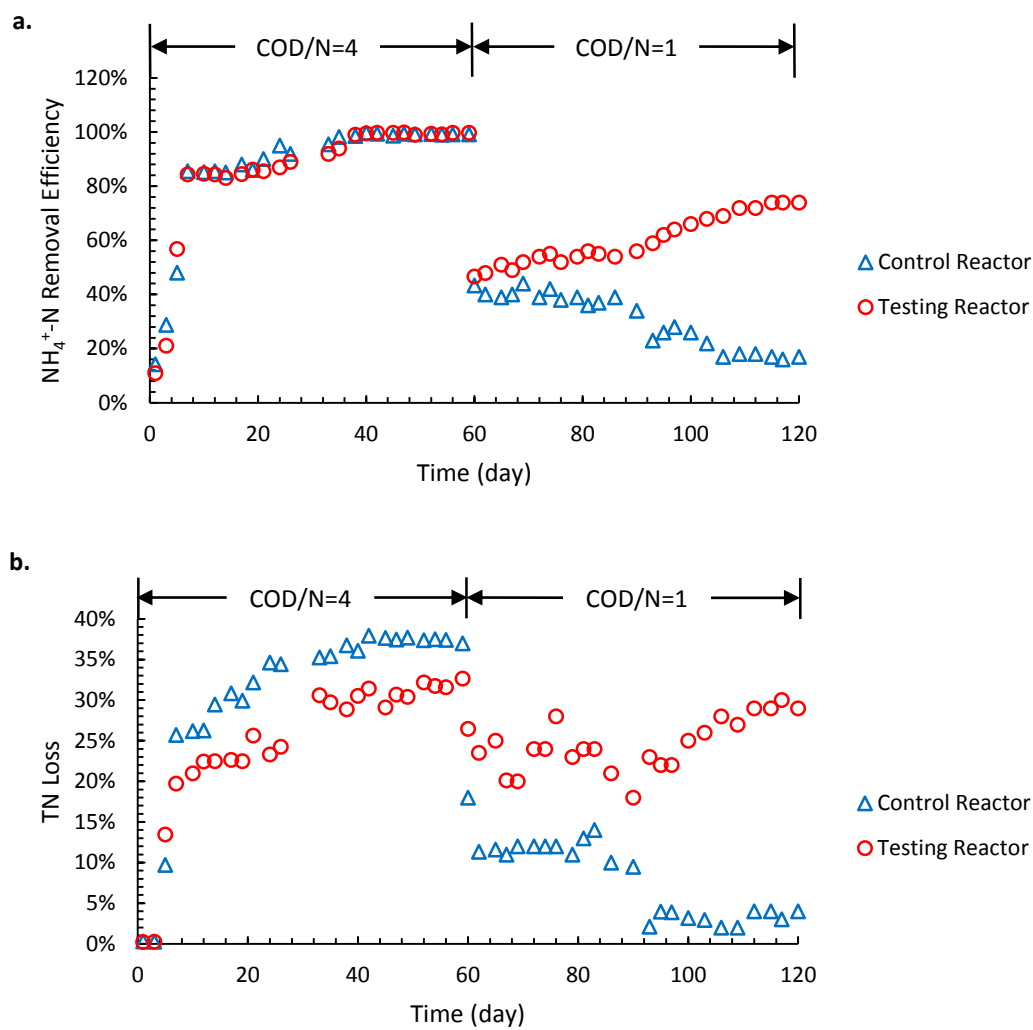 a.
COD/N=4 COD/N=1
120%
100%
80%
60%
40%
20%
0%
NH₄⁺-N Removal Efficiency
0 20 40 60 80 100 120
Time (day)
Control Reactor
Testing Reactor
b.
COD/N=4 COD/N=1
40%
35%
30%
25%
20%
15%
10%
5%
0%
TN Loss
0 20 40 60 80 100 120
Time (day)
Control Reactor
Testing Reactor